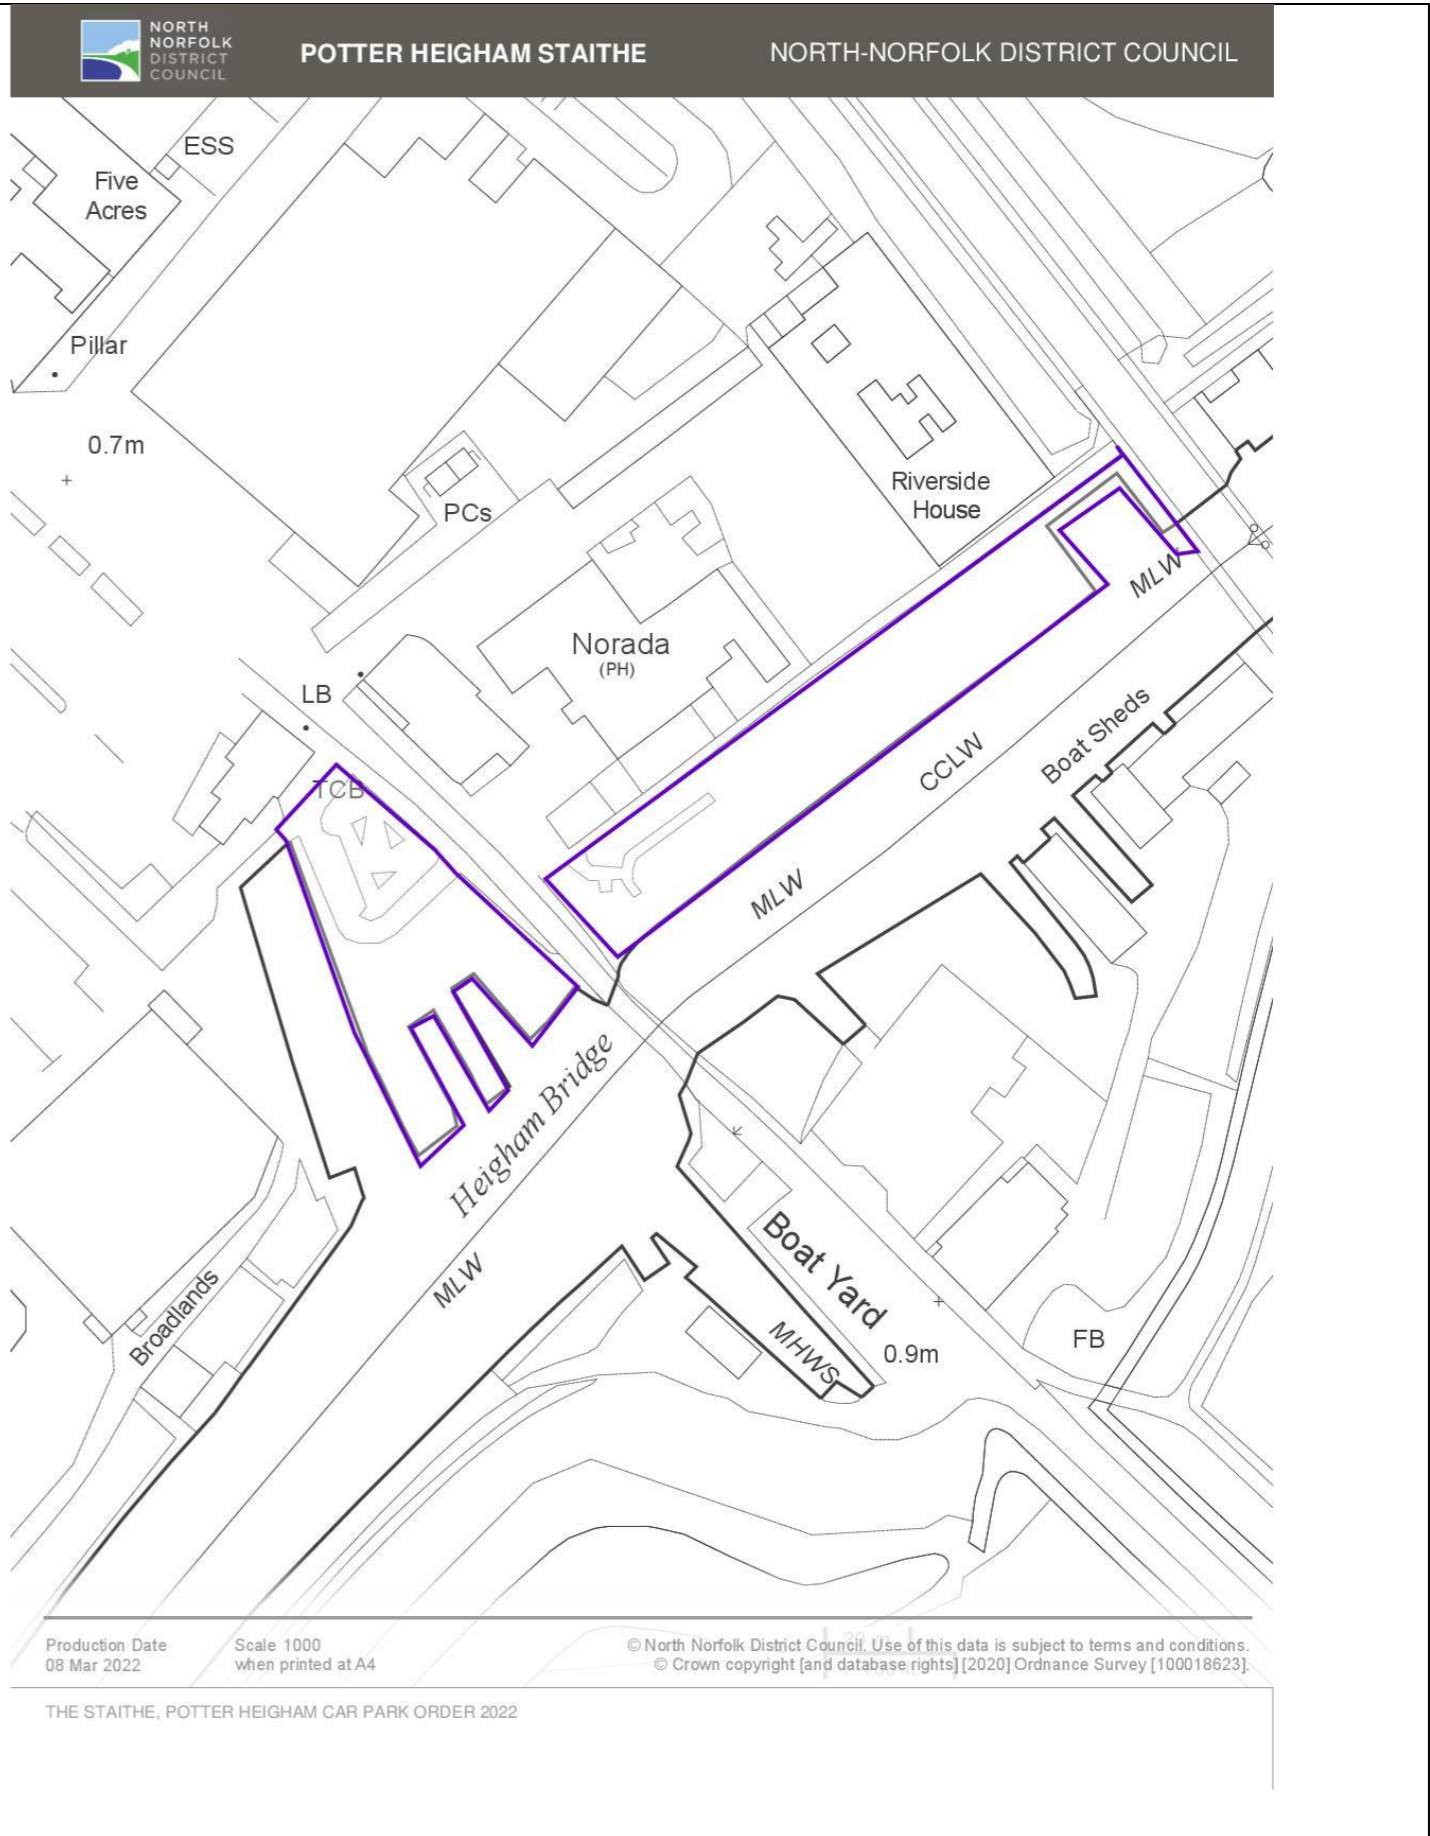 NORTH
NORFOLK
DISTRICT
COUNCIL
POTTER HEIGHAM STAITHE
NORTH-NORFOLK DISTRICT COUNCIL
ESS
Five
Acres
Pillar
0.7m
PCs
Riverside
House
MLW
Norada
(PH)
LB
TCB
CCLW
Boat Sheds
MLW
Heigham Bridge
MLW
Boat Yard
Broadlands
MHWS
0.9m
FB
Production Date
08 Mar 2022
Scale 1000
when printed at A4
© North Norfolk District Council. Use of this data is subject to terms and conditions.
© Crown copyright [and database rights] [2020] Ordnance Survey [100018623].
THE STAITHE, POTTER HEIGHAM CAR PARK ORDER 2022